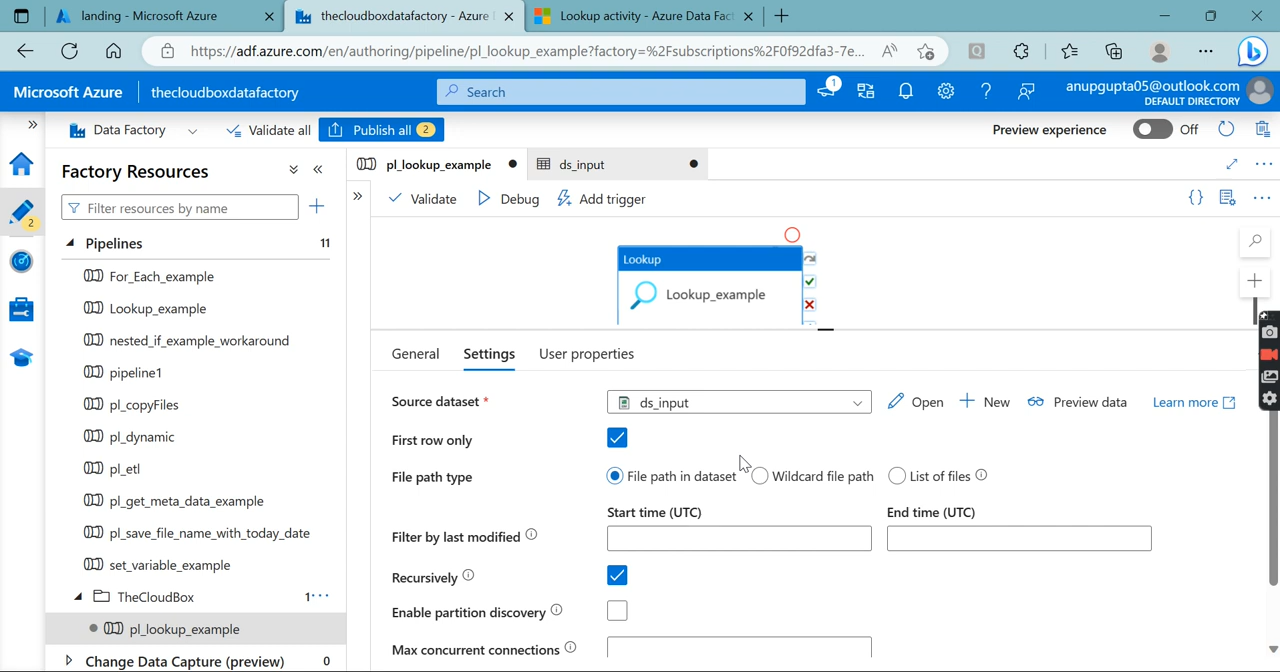 landing - Microsoft Azure
thecloudboxdatafactory - Azure
Lookup activity - Azure Data Fac
https://adf.azure.com/en/authoring/pipeline/pl_lookup_example?factory=%2Fsubscriptions%2F0f92dfa3-7e...
Microsoft Azure
thecloudboxdatafactory
Search
1
anupgupta05@outlook.com
DEFAULT DIRECTORY
Data Factory
Validate all
Publish all 2
Preview experience
Off
Factory Resources
pl_lookup_example
ds_input
Filter resources by name
Validate
Debug
Add trigger
2
Pipelines 11
For_Each_example
Lookup_example
nested_if_example_workaround
pipeline1
pl_copyFiles
pl_dynamic
pl_etl
pl_get_meta_data_example
pl_save_file_name_with_today_date
set_variable_example
TheCloudBox 1
pl_lookup_example
Change Data Capture (preview) 0
Lookup
Lookup_example
General
Settings
User properties
Source dataset *
ds_input
Open
New
Preview data
Learn more
First row only
File path type
File path in dataset
Wildcard file path
List of files
Start time (UTC)
End time (UTC)
Filter by last modified
Recursively
Enable partition discovery
Max concurrent connections